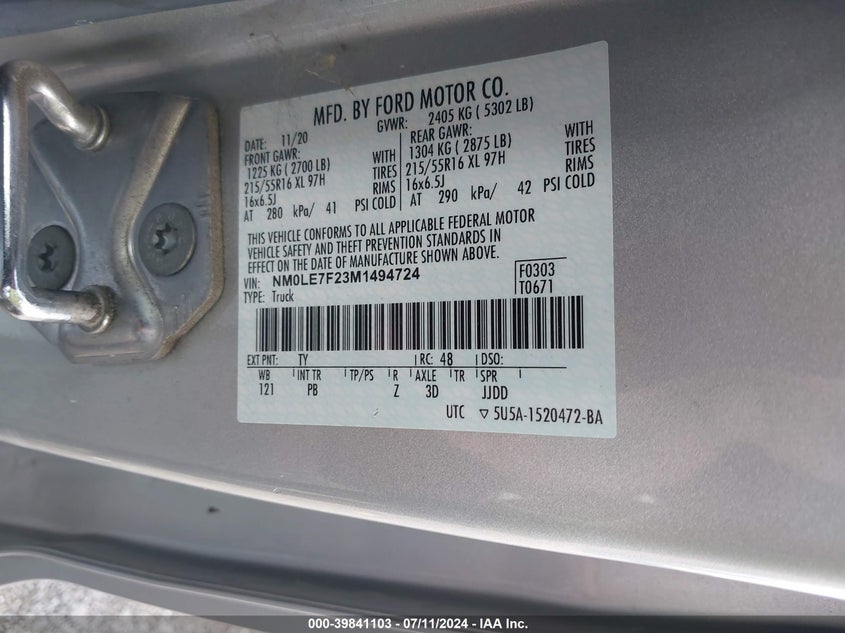 MFD. BY FORD MOTOR CO.
DATE: 11/20 GVWR: 2405 KG ( 5302 LB)
FRONT GAWR: WITH REAR GAWR: WITH
1225 KG ( 2700 LB) TIRES 1304 KG ( 2875 LB) TIRES
215/55R16 XL 97H RIMS 215/55R16 XL 97H RIMS
16x6.5J 16x6.5J
AT 280 kPa/ 41 PSI COLD AT 290 kPa/ 42 PSI COLD
THIS VEHICLE CONFORMS TO ALL APPLICABLE FEDERAL MOTOR
VEHICLE SAFETY AND THEFT PREVENTION STANDARDS IN
EFFECT ON THE DATE OF MANUFACTURE SHOWN ABOVE.
VIN: NM0LE7F23M1494724 F0303
TYPE: Truck T0671
EXT PNT: TY RC: 48 DSO:
WB INT TR TP/PS R AXLE TR SPR
121 PB Z 3D JJDD
UTC ▽ 5U5A-1520472-BA
000-39841103 - 07/11/2024 - IAA Inc.